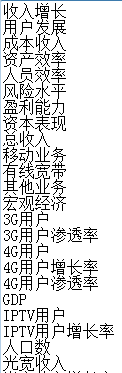 收入增长
用户发展
成本收入
资产效率
人员效率
风险水平
盈利能力
资本表现
总收入
移动业务
有线宽带
其他业务
宏观经济
3G用户
3G用户渗透率
4G用户
4G用户增长率
4G用户渗透率
GDP
IPTV用户
IPTV用户增长率
人口数
光宽收入